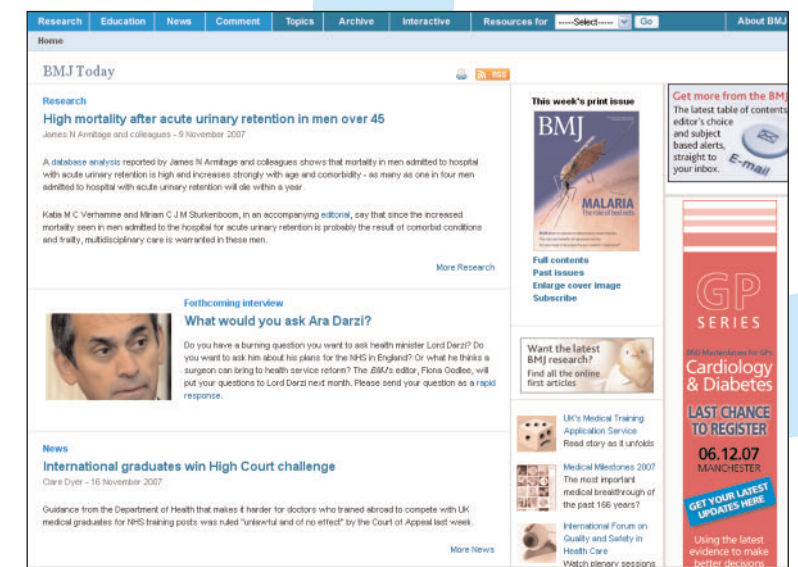 Research Education News Comment Topics Archive Interactive Resources for -----Select----- Go About BMJ
Home
BMJ Today
RSS
Research
High mortality after acute urinary retention in men over 45
James N Armitage and colleagues - 9 November 2007
A database analysis reported by James N Armitage and colleagues shows that mortality in men admitted to hospital
with acute urinary retention is high and increases strongly with age and comorbidity - as many as one in four men
admitted to hospital with acute urinary retention will die within a year.
Katia M C Verhamme and Miriam C J M Sturkenboom, in an accompanying editorial, say that since the increased
mortality seen in men admitted to the hospital for acute urinary retention is probably the result of comorbid conditions
and frailty, multidisciplinary care is warranted in these men.
More Research
Forthcoming interview
What would you ask Ara Darzi?
Do you have a burning question you want to ask health minister Lord Darzi? Do
you want to ask him about his plans for the NHS in England? Or what he thinks a
surgeon can bring to health service reform? The BMJ's editor, Fiona Godlee, will
put your questions to Lord Darzi next month. Please send your question as a rapid
response.
News
International graduates win High Court challenge
Clare Dyer - 16 November 2007
Guidance from the Department of Health that makes it harder for doctors who trained abroad to compete with UK
medical graduates for NHS training posts was ruled "unlawful and of no effect" by the Court of Appeal last week.
More News
This week's print issue
BMJ
MALARIA
The role of bed nets
Full contents
Past issues
Enlarge cover image
Subscribe
Want the latest
BMJ research?
Find all the online
first articles
UK's Medical Training
Application Service
Read story as it unfolds
Medical Milestones 2007
The most important
medical breakthrough of
the past 166 years?
International Forum on
Quality and Safety in
Health Care
Watch plenary sessions
Get more from the BMJ
The latest table of contents
editor's choice
and subject
based alerts,
straight to
your inbox.
E-mail
GP
SERIES
BMJ Masterclasses for GPs
Cardiology
& Diabetes
LAST CHANCE
TO REGISTER
06.12.07
MANCHESTER
GET YOUR LATEST
UPDATES HERE
Using the latest
evidence to make
better decisions